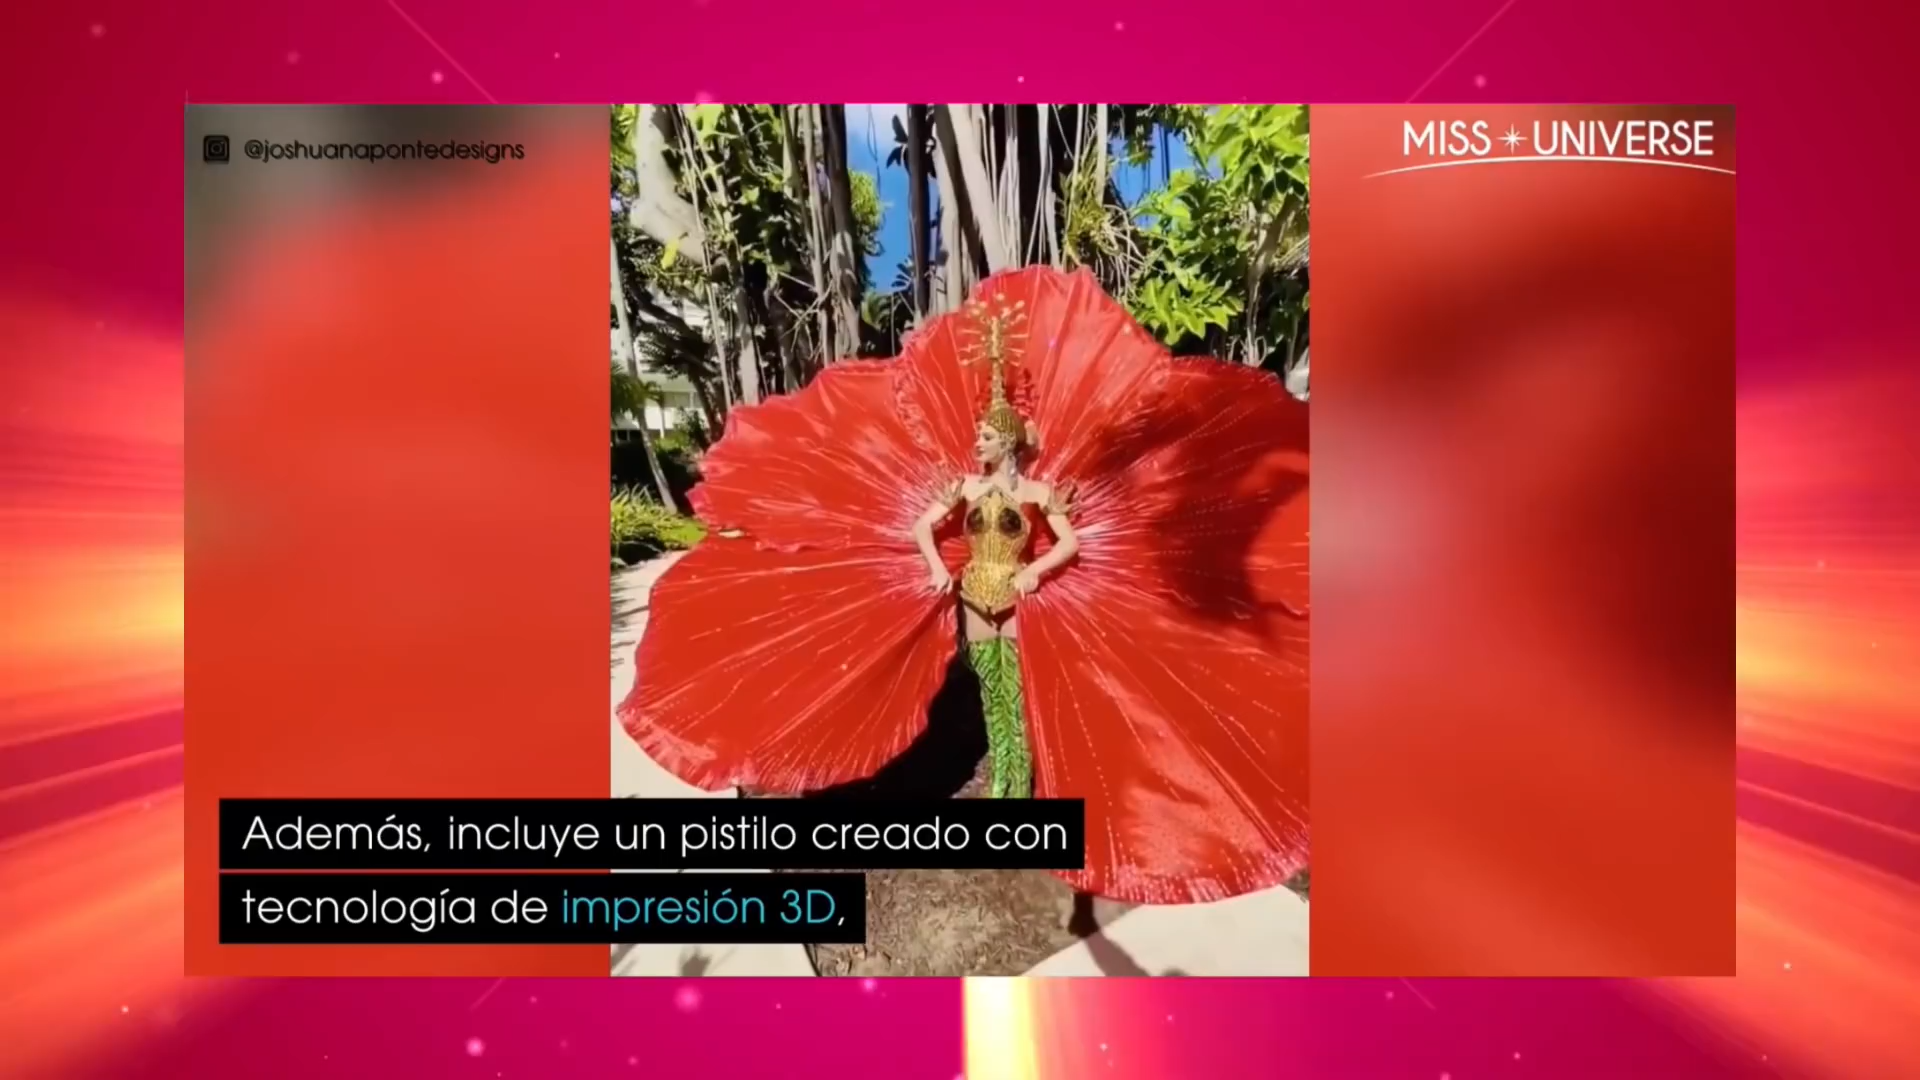 @joshuanapontedesigns
MISS UNIVERSE
Además, incluye un pistilo creado con
tecnología de impresión 3D,